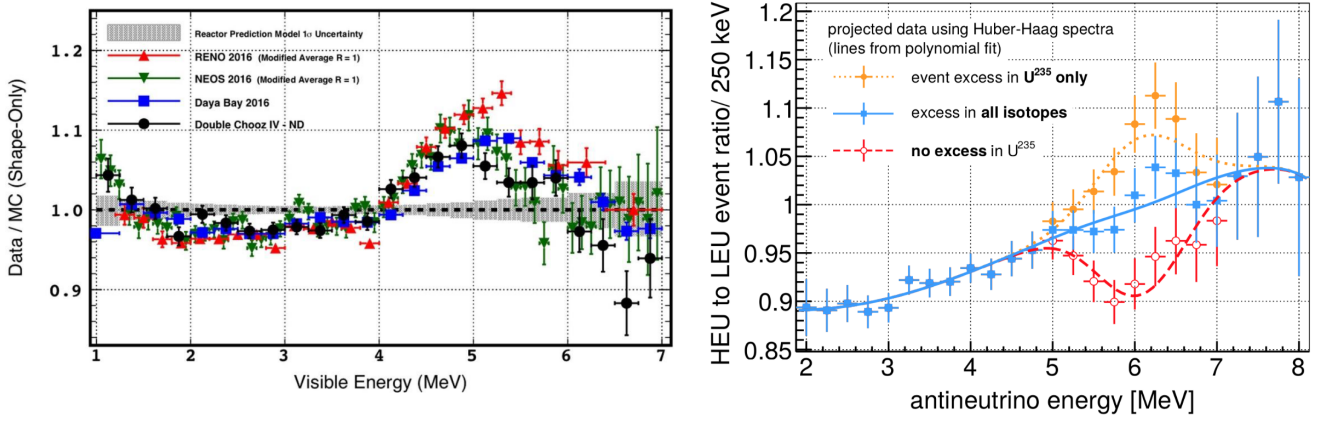 Data / MC (Shape-Only)
1.2
1.1
1.0
0.9
Reactor Prediction Model 1σ Uncertainty
RENO 2016 (Modified Average R = 1)
NEOS 2016 (Modified Average R = 1)
Daya Bay 2016
Double Chooz IV - ND
1 2 3 4 5 6 7
Visible Energy (MeV)
HEU to LEU event ratio/ 250 keV
1.2
1.15
1.1
1.05
1
0.95
0.9
0.85
projected data using Huber-Haag spectra
(lines from polynomial fit)
event excess in U²³⁵ only
excess in all isotopes
no excess in U²³⁵
2 3 4 5 6 7 8
antineutrino energy [MeV]